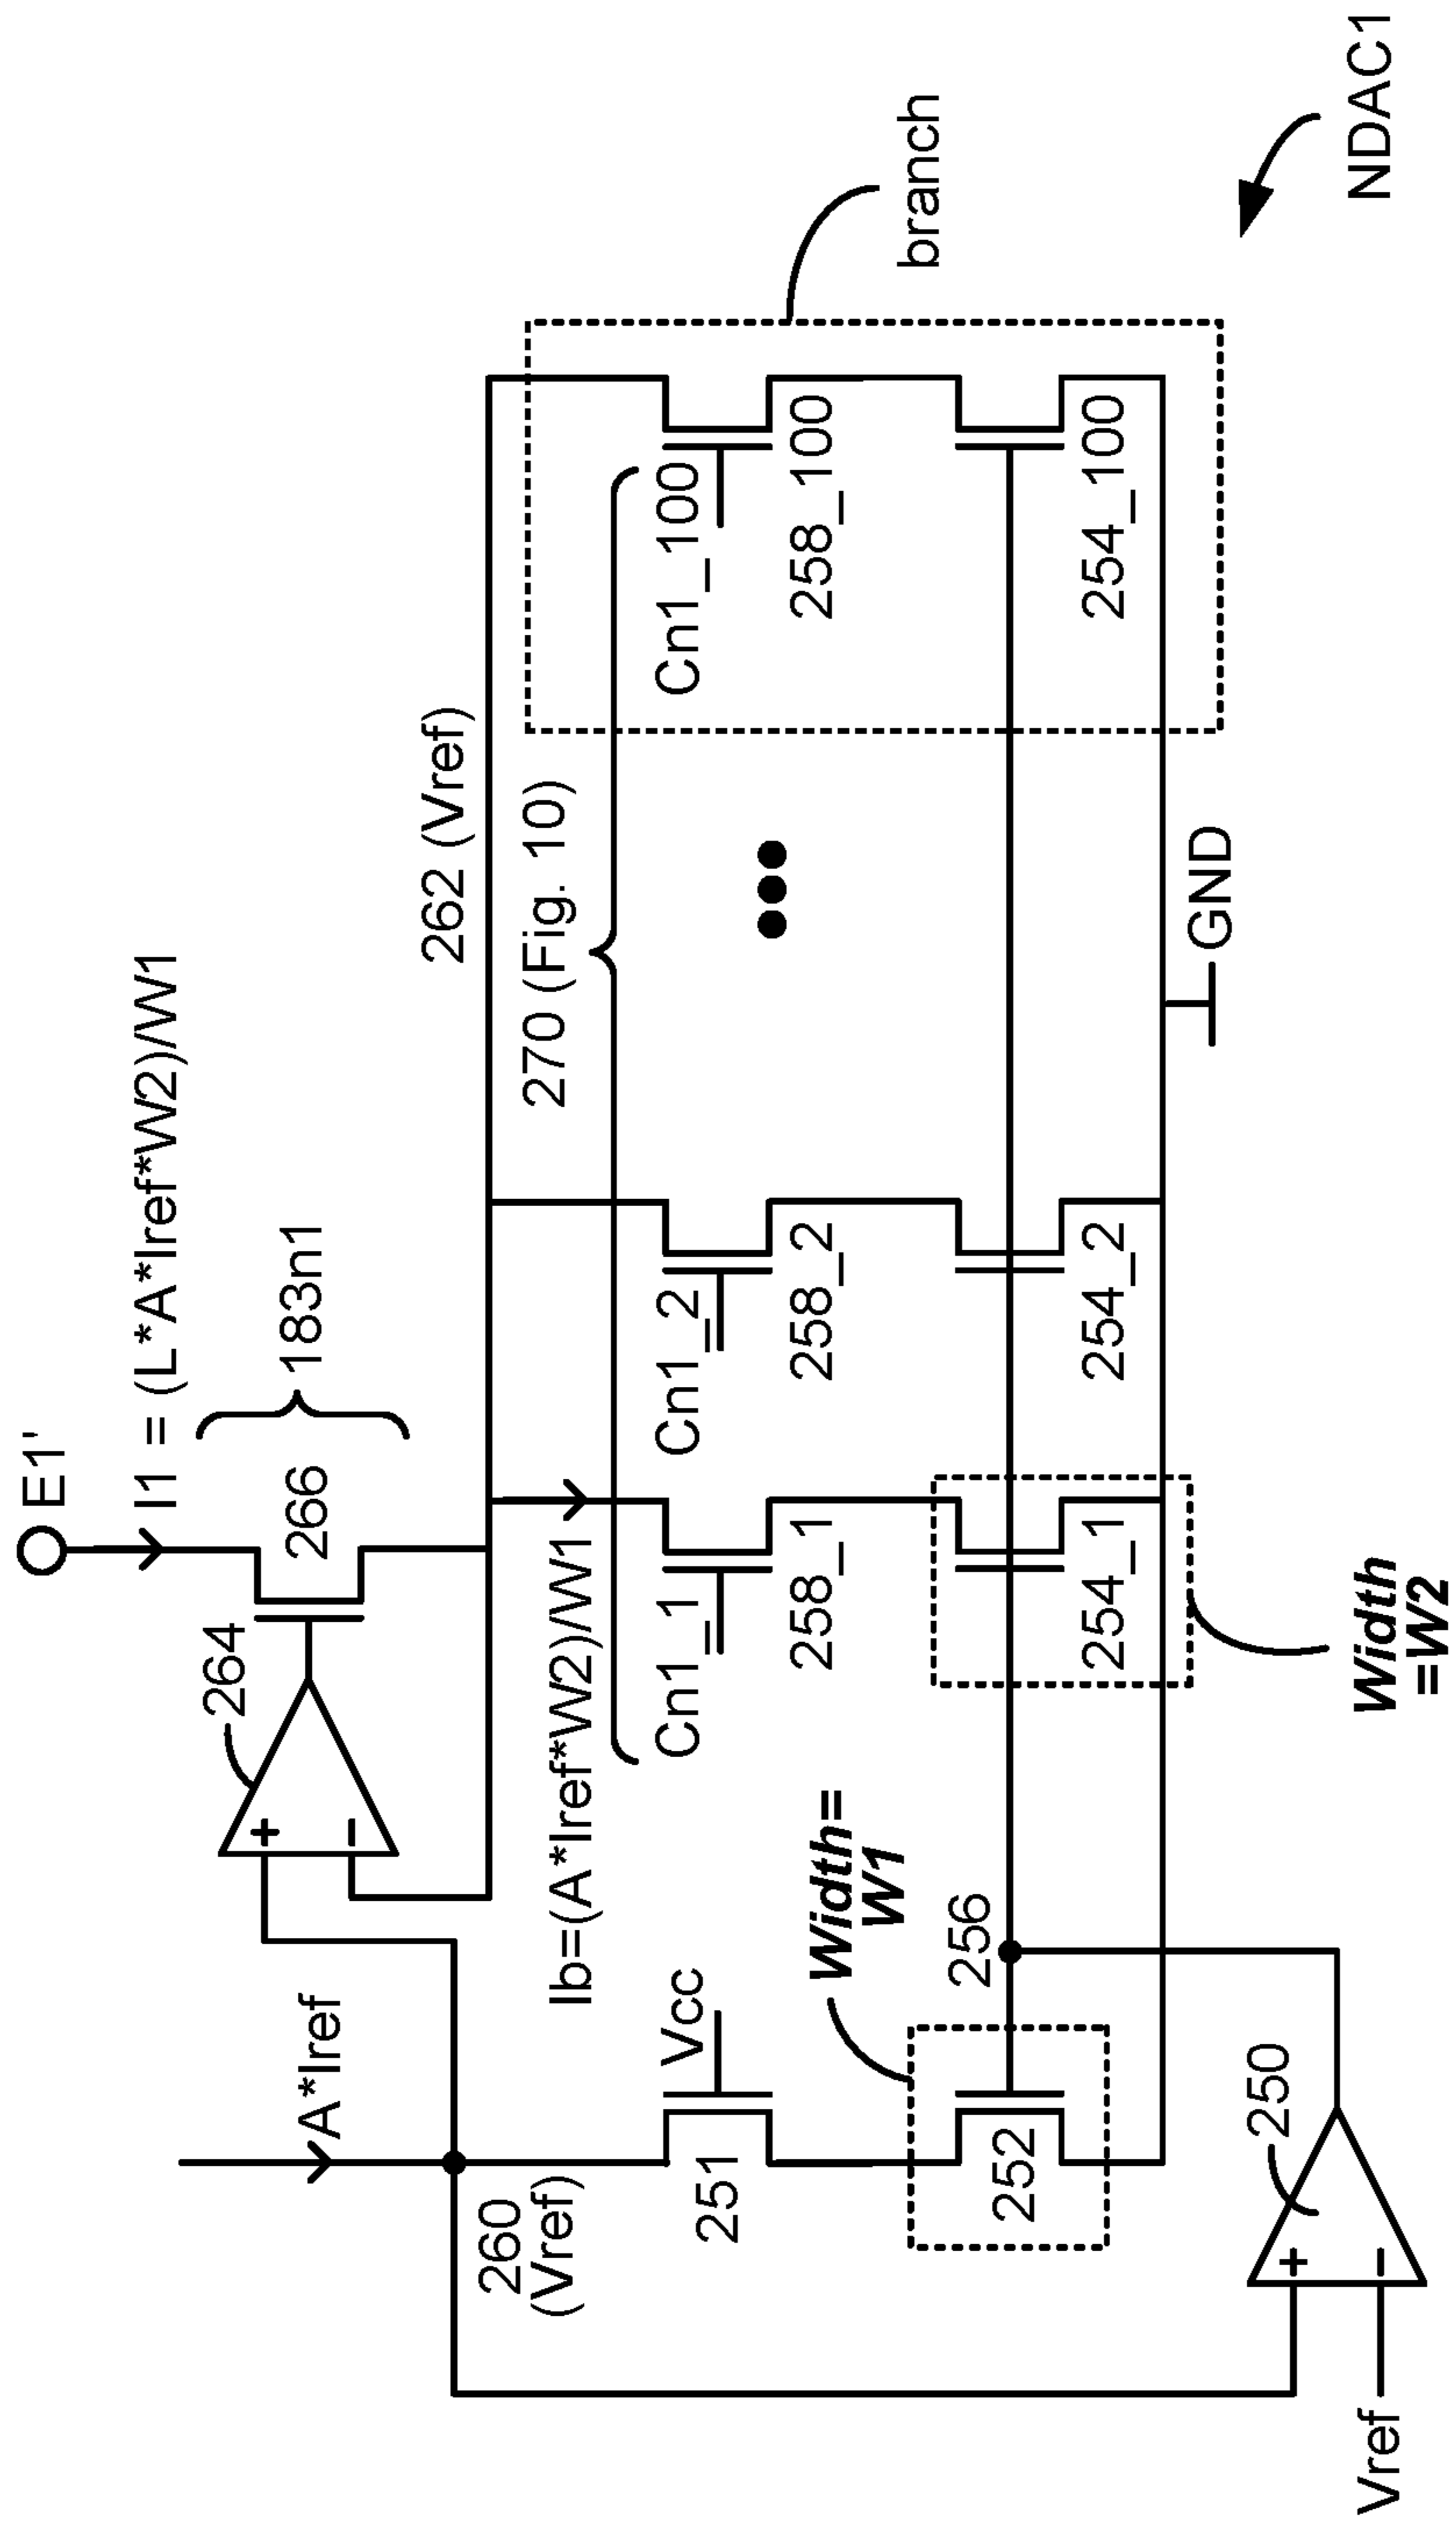 E1'
I1 = (L*A*Iref*W2)/W1
A*Iref
264
266
183n1
262 (Vref)
260
(Vref)
Ib=(A*Iref*W2)/W1
270 (Fig. 10)
Vcc
Cn1_1
Cn1_2
Cn1_100
251
258_1
258_2
258_100
Width=
W1
branch
256
252
254_1
254_2
254_100
GND
250
Vref
Width
=W2
NDAC1